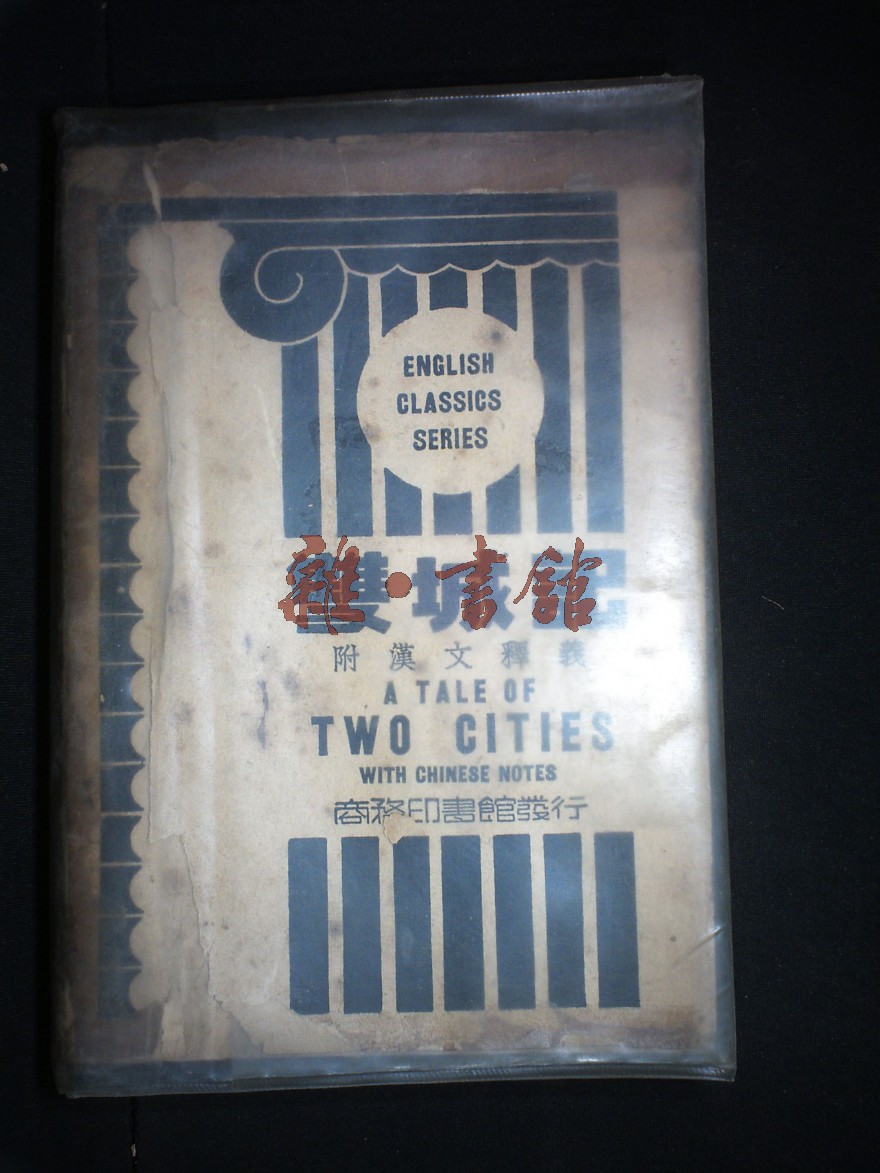 ENGLISH
CLASSICS
SERIES
雙城記
雜·書館
附漢文釋義
A TALE OF
TWO CITIES
WITH CHINESE NOTES
商務印書館發行